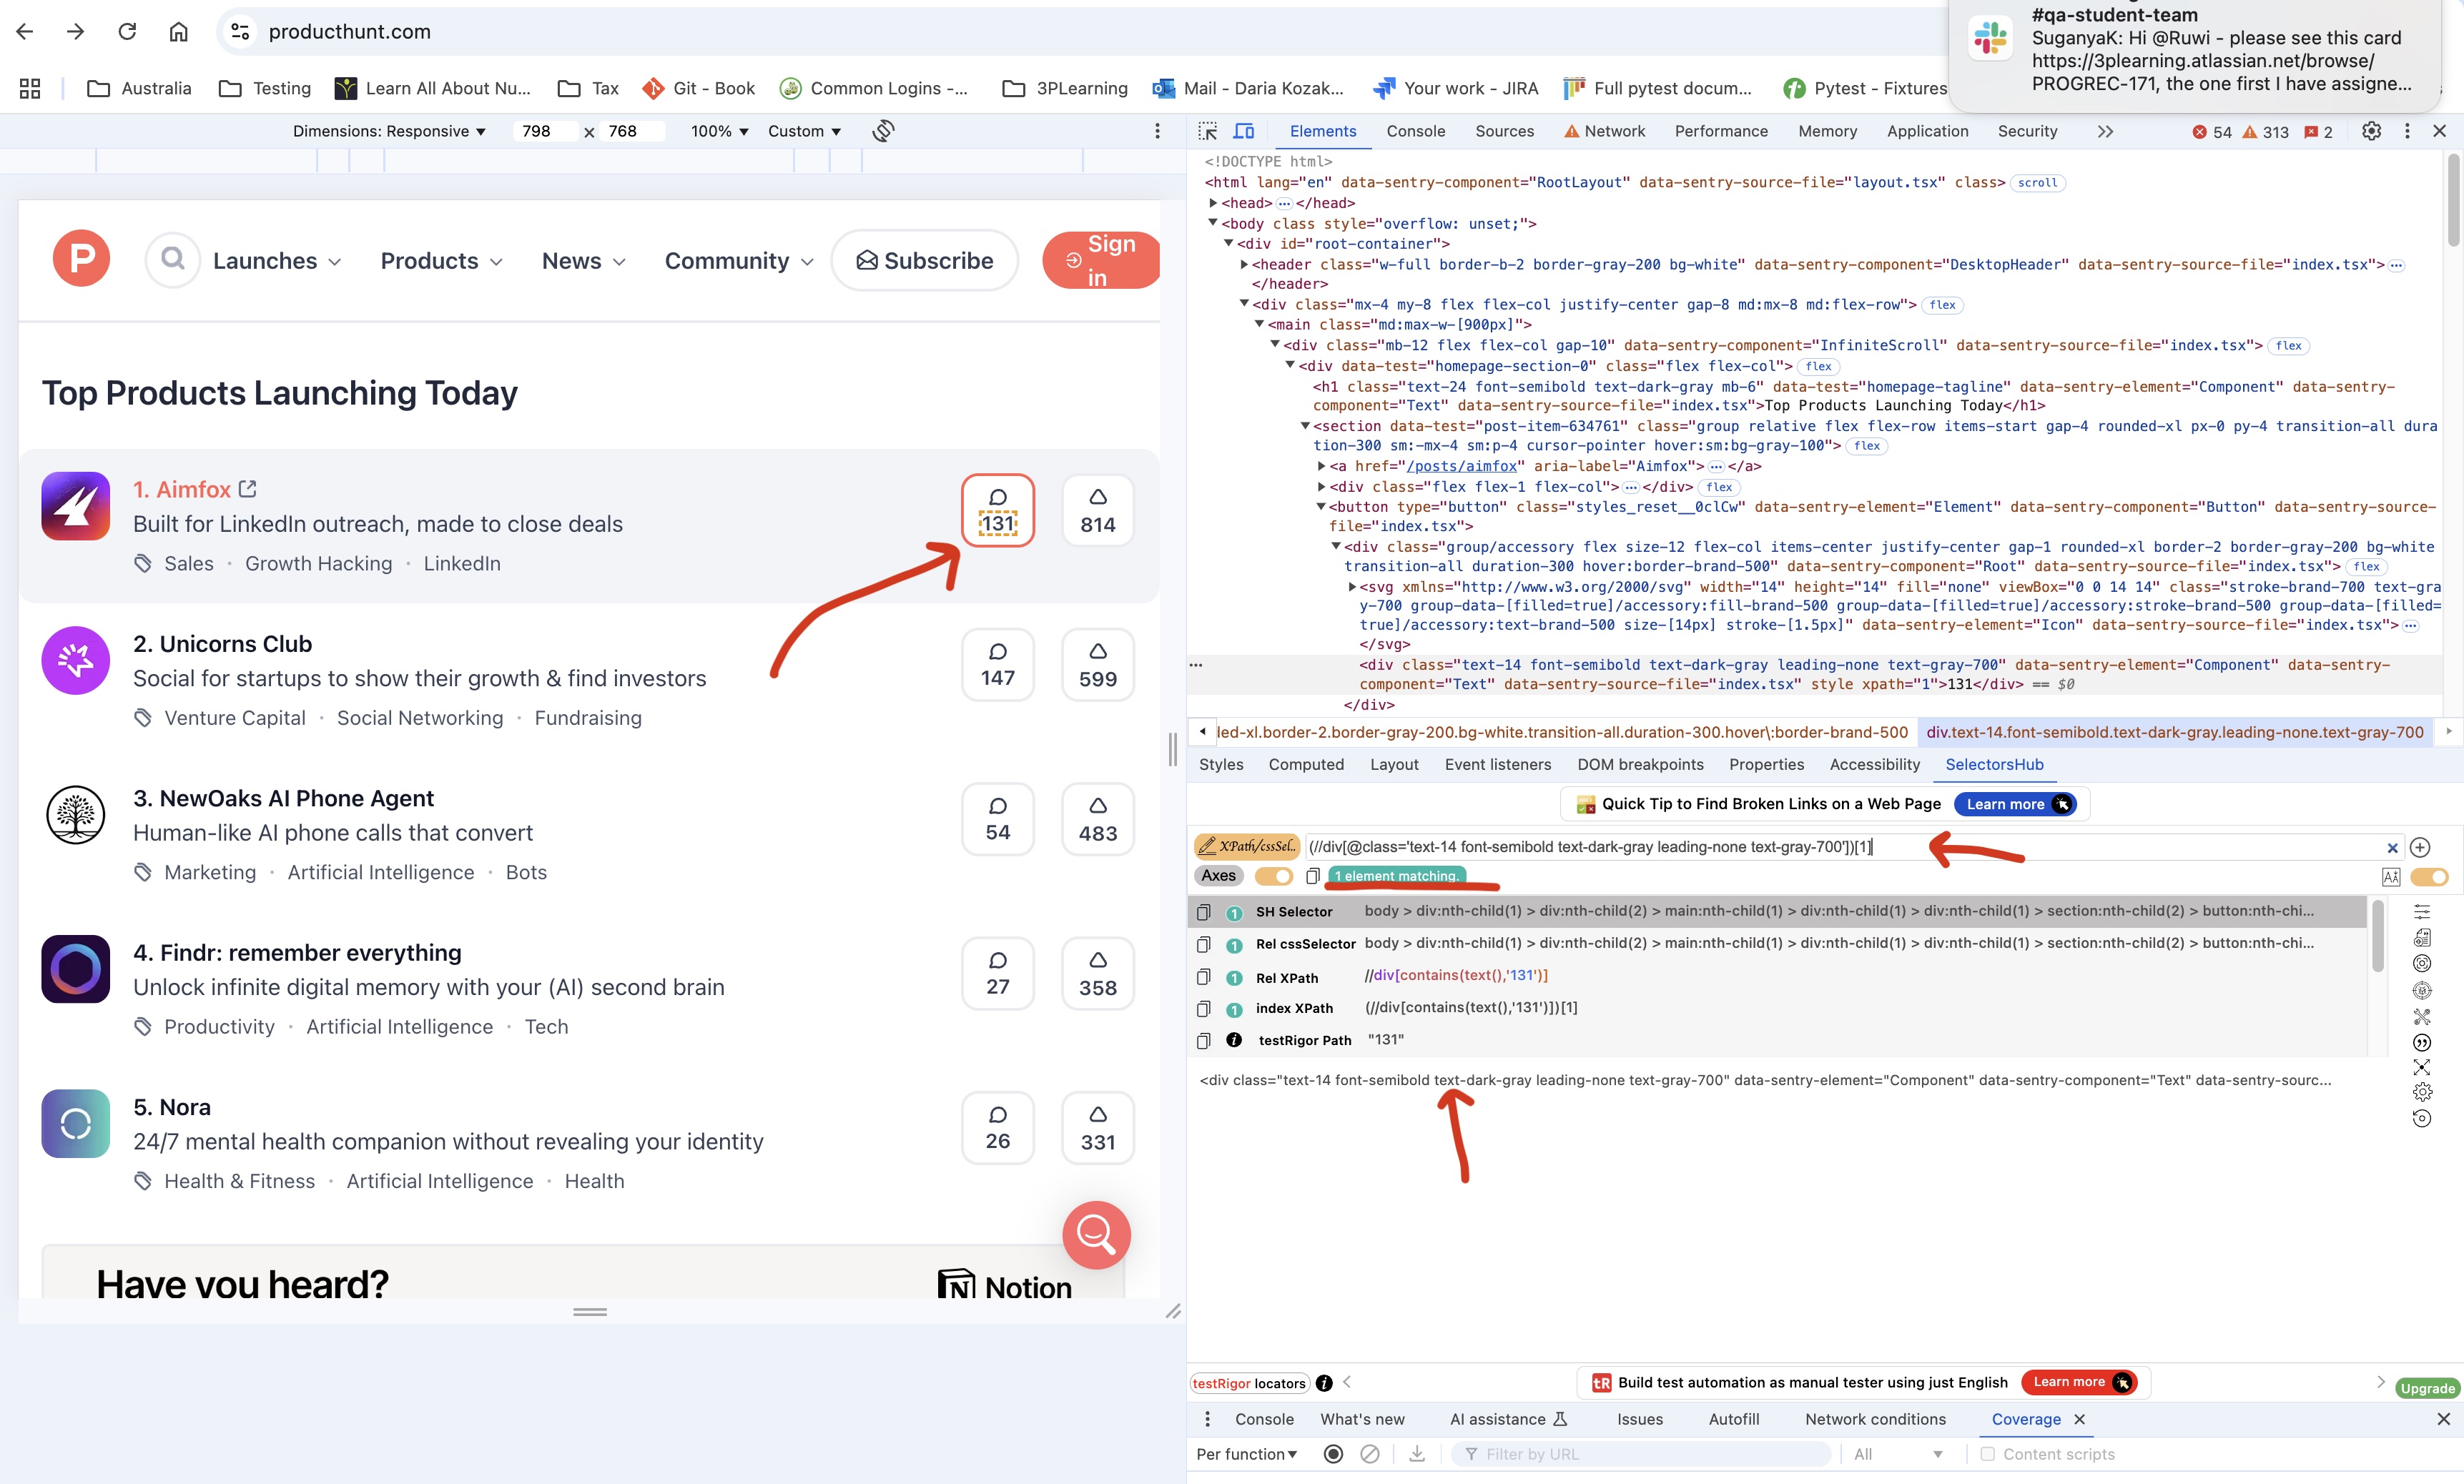 producthunt.com
#qa-student-team
SuganyaK: Hi @Ruwi - please see this card
https://3plearning.atlassian.net/browse/
PROGREC-171, the one first I have assigne...
Australia
Testing
Learn All About Nu...
Tax
Git - Book
Common Logins -...
3PLearning
Mail - Daria Kozak...
Your work - JIRA
Full pytest docum...
Pytest - Fixtures
Dimensions: Responsive ▼ 798 × 768 100% ▼ Custom ▼
P
Launches
Products
News
Community
Subscribe
Sign
in
Top Products Launching Today
1. Aimfox
Built for LinkedIn outreach, made to close deals
Sales · Growth Hacking · LinkedIn
131
814
2. Unicorns Club
Social for startups to show their growth & find investors
Venture Capital · Social Networking · Fundraising
147
599
3. NewOaks AI Phone Agent
Human-like AI phone calls that convert
Marketing · Artificial Intelligence · Bots
54
483
4. Findr: remember everything
Unlock infinite digital memory with your (AI) second brain
Productivity · Artificial Intelligence · Tech
27
358
5. Nora
24/7 mental health companion without revealing your identity
Health & Fitness · Artificial Intelligence · Health
26
331
Have you heard?
Notion
Elements Console Sources Network Performance Memory Application Security >> 54 313 2
<!DOCTYPE html>
<html lang="en" data-sentry-component="RootLayout" data-sentry-source-file="layout.tsx" class> scroll
<head> ... </head>
<body class style="overflow: unset;">
<div id="root-container">
<header class="w-full border-b-2 border-gray-200 bg-white" data-sentry-component="DesktopHeader" data-sentry-source-file="index.tsx"> ...
</header>
<div class="mx-4 my-8 flex flex-col justify-center gap-8 md:mx-8 md:flex-row"> flex
<main class="md:max-w-[900px]">
<div class="mb-12 flex flex-col gap-10" data-sentry-component="InfiniteScroll" data-sentry-source-file="index.tsx"> flex
<div data-test="homepage-section-0" class="flex flex-col"> flex
<h1 class="text-24 font-semibold text-dark-gray mb-6" data-test="homepage-tagline" data-sentry-element="Component" data-sentry-
component="Text" data-sentry-source-file="index.tsx">Top Products Launching Today</h1>
<section data-test="post-item-634761" class="group relative flex flex-row items-start gap-4 rounded-xl px-0 py-4 transition-all dura
tion-300 sm:-mx-4 sm:p-4 cursor-pointer hover:sm:bg-gray-100"> flex
<a href="/posts/aimfox" aria-label="Aimfox"> ... </a>
<div class="flex flex-1 flex-col"> ... </div> flex
<button type="button" class="styles_reset__0clCw" data-sentry-element="Element" data-sentry-component="Button" data-sentry-source-
file="index.tsx">
<div class="group/accessory flex size-12 flex-col items-center justify-center gap-1 rounded-xl border-2 border-gray-200 bg-white
transition-all duration-300 hover:border-brand-500" data-sentry-component="Root" data-sentry-source-file="index.tsx"> flex
<svg xmlns="http://www.w3.org/2000/svg" width="14" height="14" fill="none" viewBox="0 0 14 14" class="stroke-brand-700 text-gra
y-700 group-data-[filled=true]/accessory:fill-brand-500 group-data-[filled=true]/accessory:stroke-brand-500 group-data-[filled=
true]/accessory:text-brand-500 size-[14px] stroke-[1.5px]" data-sentry-element="Icon" data-sentry-source-file="index.tsx"> ...
</svg>
<div class="text-14 font-semibold text-dark-gray leading-none text-gray-700" data-sentry-element="Component" data-sentry-
component="Text" data-sentry-source-file="index.tsx" style xpath="1">131</div> == $0
</div>
led-xl.border-2.border-gray-200.bg-white.transition-all.duration-300.hover\:border-brand-500 div.text-14.font-semibold.text-dark-gray.leading-none.text-gray-700
Styles Computed Layout Event listeners DOM breakpoints Properties Accessibility SelectorsHub
Quick Tip to Find Broken Links on a Web Page Learn more
XPath/cssSel.. (//div[@class='text-14 font-semibold text-dark-gray leading-none text-gray-700'])[1]
Axes 1 element matching.
1 SH Selector body > div:nth-child(1) > div:nth-child(2) > main:nth-child(1) > div:nth-child(1) > div:nth-child(1) > section:nth-child(2) > button:nth-chi...
1 Rel cssSelector body > div:nth-child(1) > div:nth-child(2) > main:nth-child(1) > div:nth-child(1) > div:nth-child(1) > section:nth-child(2) > button:nth-chi...
1 Rel XPath //div[contains(text(),'131')]
1 index XPath (//div[contains(text(),'131')])[1]
testRigor Path "131"
<div class="text-14 font-semibold text-dark-gray leading-none text-gray-700" data-sentry-element="Component" data-sentry-component="Text" data-sentry-sourc...
testRigor locators
tR Build test automation as manual tester using just English Learn more
Upgrade
Console What's new AI assistance Issues Autofill Network conditions Coverage
Per function ▼ Filter by URL All ▼ Content scripts